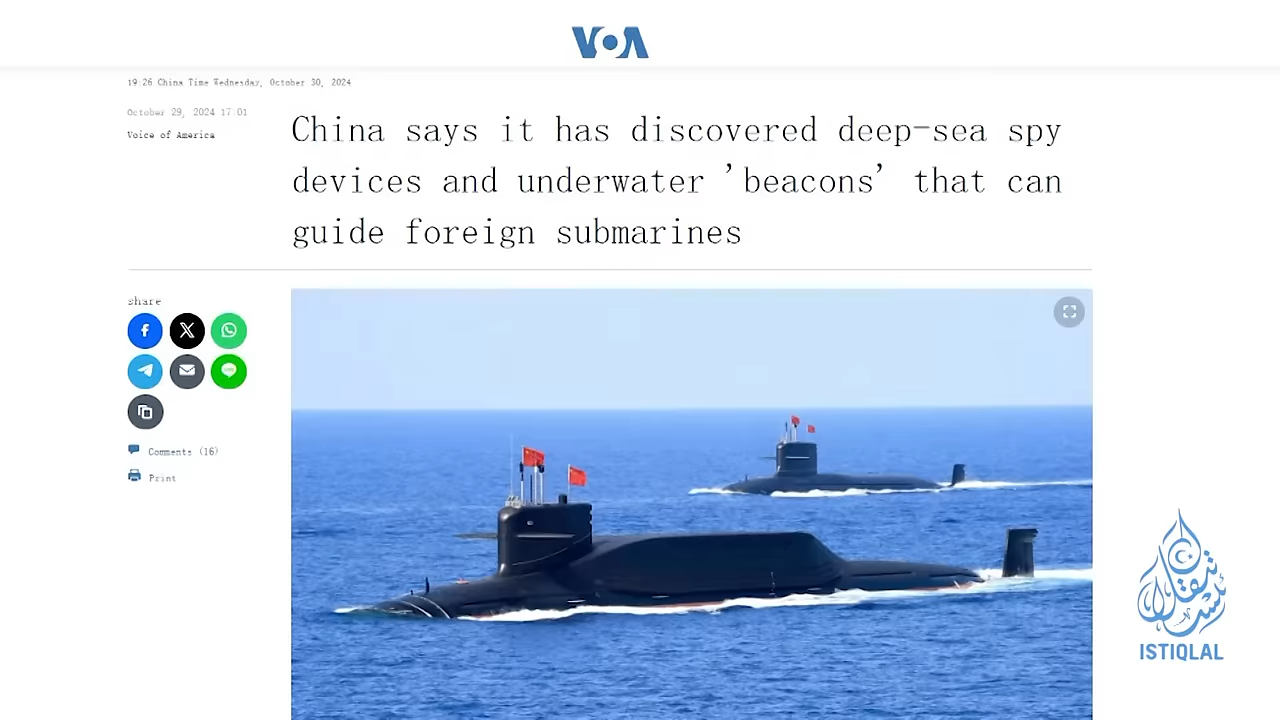 VOA
19:26 China Time Wednesday, October 30, 2024
October 29, 2024 17:01
Voice of America
China says it has discovered deep-sea spy
devices and underwater 'beacons' that can
guide foreign submarines
share
Comments (16)
Print
ئىستىقلال
ISTIQLAL